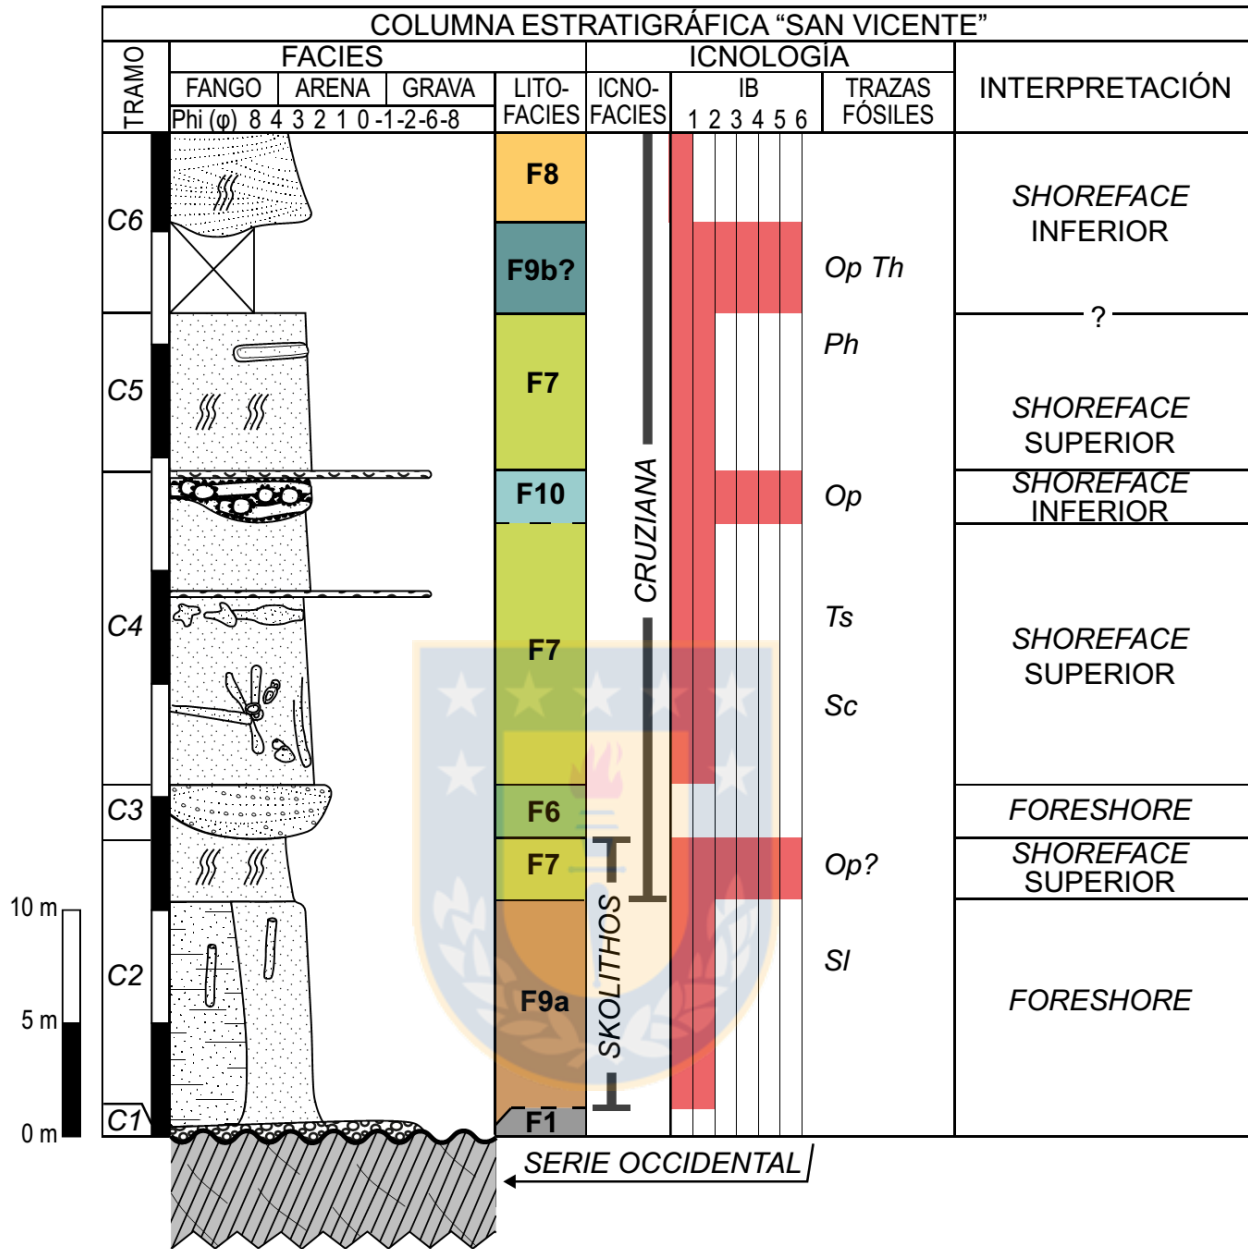 COLUMNA ESTRATIGRÁFICA “SAN VICENTE”
TRAMO
FACIES
ICNOLOGÍA
INTERPRETACIÓN
FANGO
ARENA
GRAVA
LITO-
FACIES
ICNO-
FACIES
IB
TRAZAS
FÓSILES
Phi (φ) 8 4 3 2 1 0 -1 -2 -6 -8
1 2 3 4 5 6
C6
F8
SHOREFACE
INFERIOR
F9b?
Op Th
?
C5
F7
Ph
SHOREFACE
SUPERIOR
F10
Op
SHOREFACE
INFERIOR
CRUZIANA
C4
F7
Ts
Sc
SHOREFACE
SUPERIOR
C3
F6
FORESHORE
F7
Op?
SHOREFACE
SUPERIOR
SKOLITHOS
10 m
C2
F9a
Sl
FORESHORE
5 m
C1
F1
0 m
SERIE OCCIDENTAL